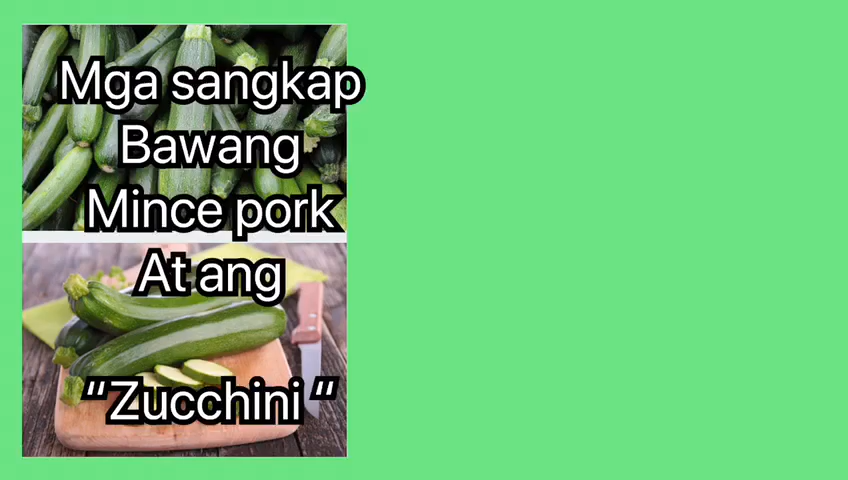 Mga sangkap
Bawang
Mince pork
At ang
“Zucchini “